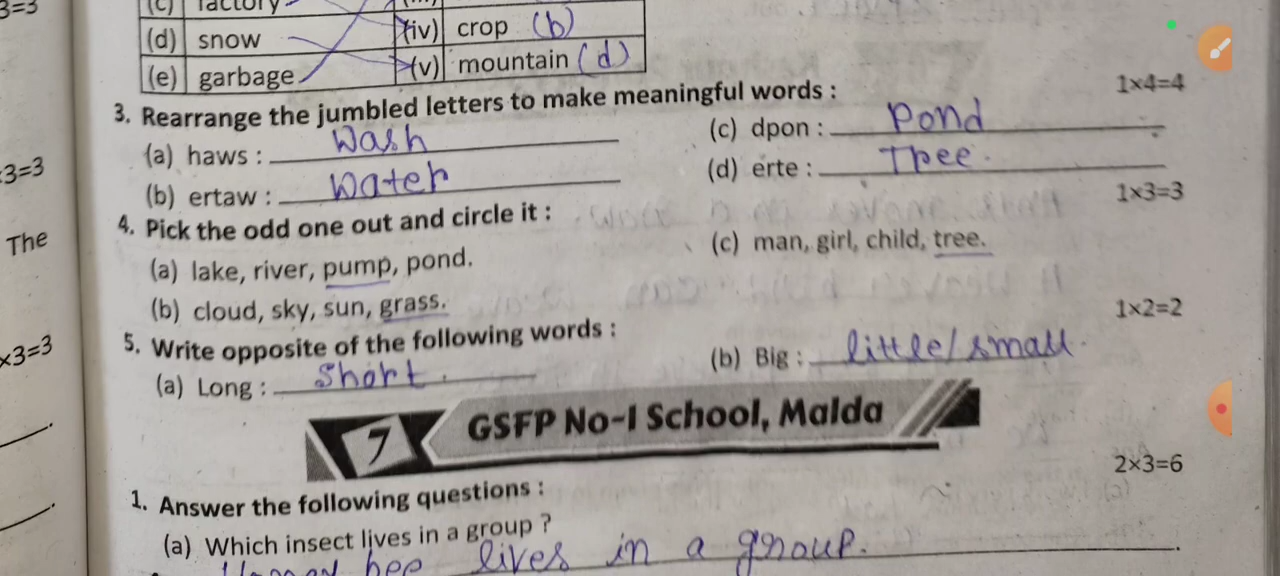 3=3
(c) factory
(d) snow (iv) crop (b)
(e) garbage (v) mountain (d)
3. Rearrange the jumbled letters to make meaningful words : 1×4=4
(a) haws : Wash (c) dpon : Pond
(b) ertaw : Water (d) erte : Tree.
×3=3
4. Pick the odd one out and circle it : 1×3=3
The
(a) lake, river, pump, pond. (c) man, girl, child, tree.
(b) cloud, sky, sun, grass.
×3=3
5. Write opposite of the following words : 1×2=2
(a) Long : Short. (b) Big : little/small.
7 GSFP No-I School, Malda
1. Answer the following questions : 2×3=6
(a) Which insect lives in a group ?
Honey bee lives in a group.